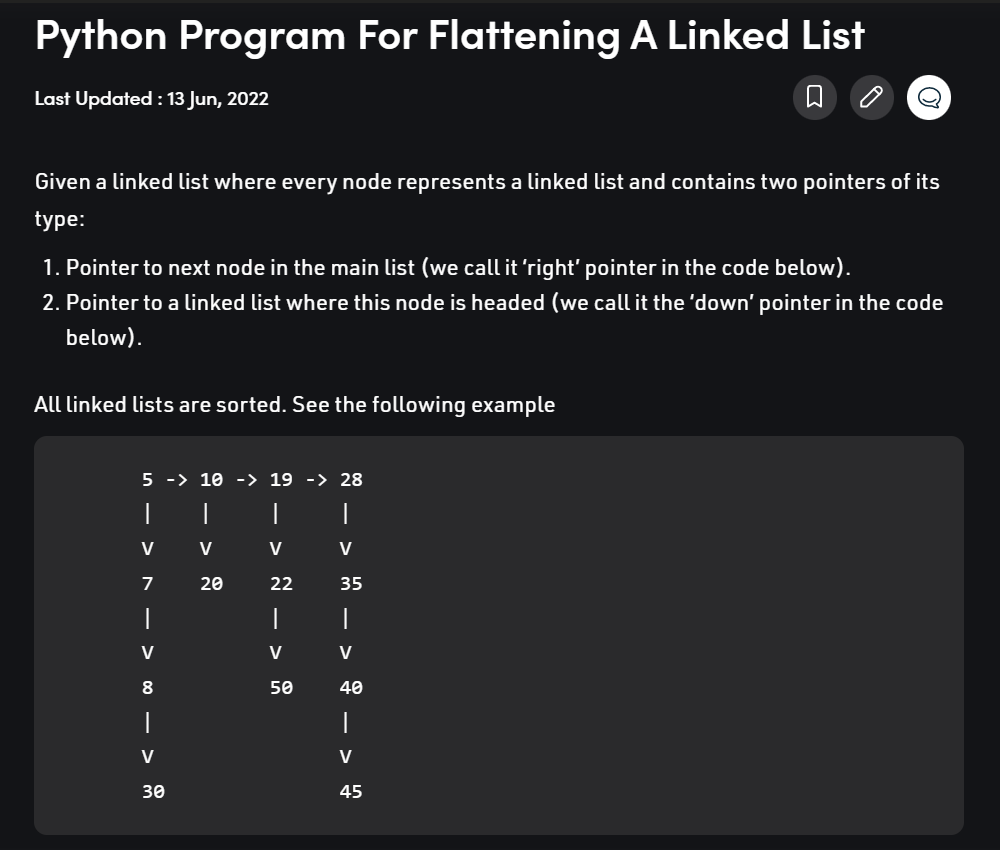 Python Program For Flattening A Linked List
Last Updated : 13 Jun, 2022
Given a linked list where every node represents a linked list and contains two pointers of its
type:
1. Pointer to next node in the main list (we call it ‘right’ pointer in the code below).
2. Pointer to a linked list where this node is headed (we call it the ‘down’ pointer in the code
below).
All linked lists are sorted. See the following example
5 -> 10 -> 19 -> 28
|    |     |     |
V    V     V     V
7    20    22    35
|          |     |
V          V     V
8          50    40
|                |
V                V
30               45